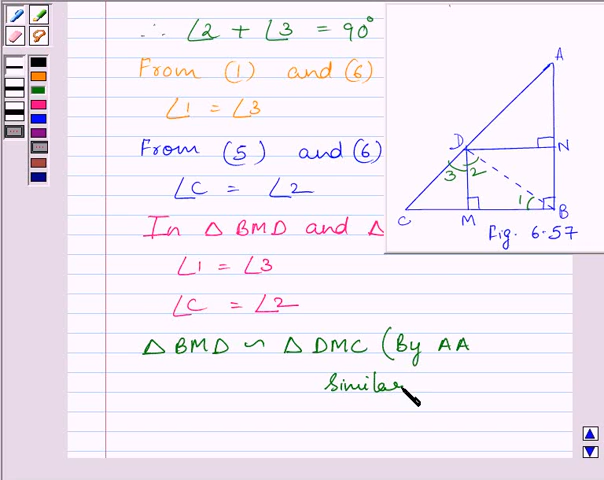 ∴ ∠2 + ∠3 = 90°
From (1) and (6)
∠1 = ∠3
From (5) and (6)
∠C = ∠2
In △ BMD and △
∠1 = ∠3
∠C = ∠2
△ BMD ∽ △ DMC (By AA
Similar
A
D
N
3 2
1
C
M
B
Fig. 6.57